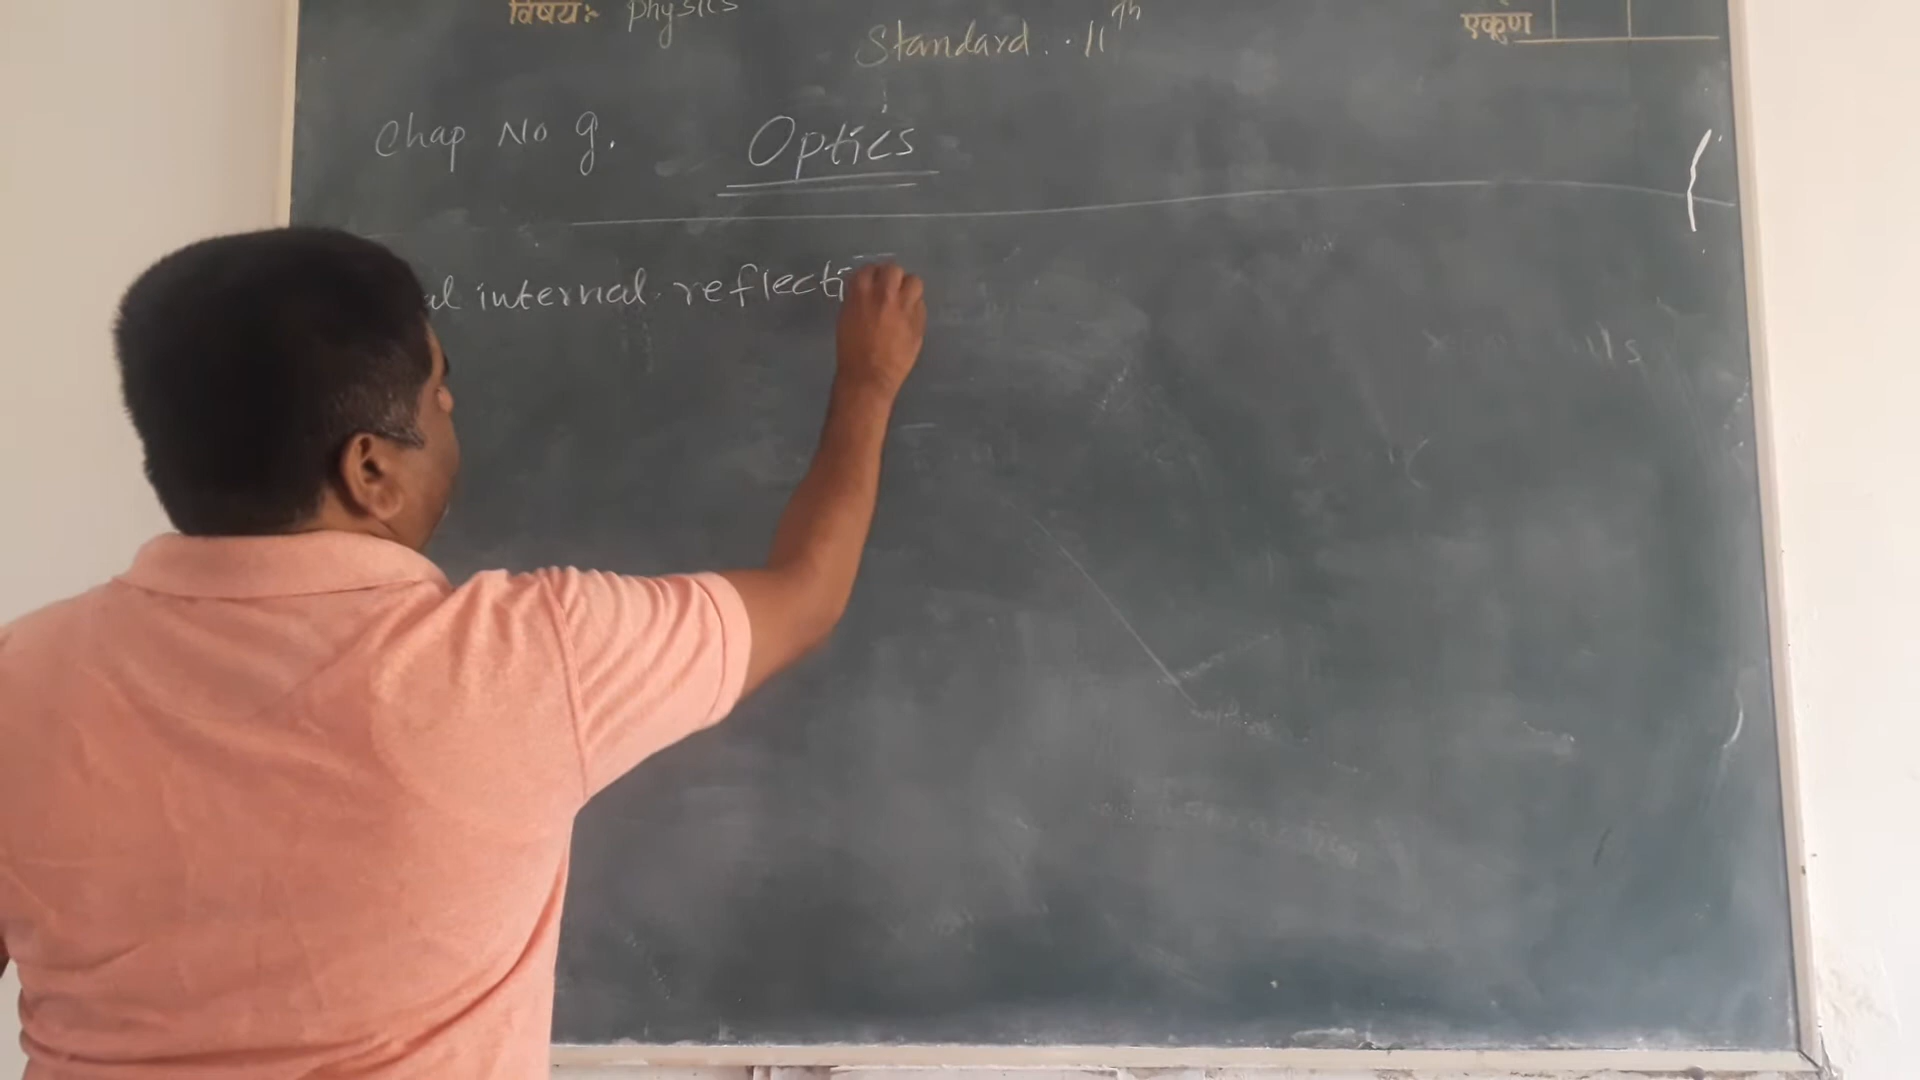 विषय:- Physics
Standard . . 11th
एकूण
Chap No 9. Optics
al internal reflecti